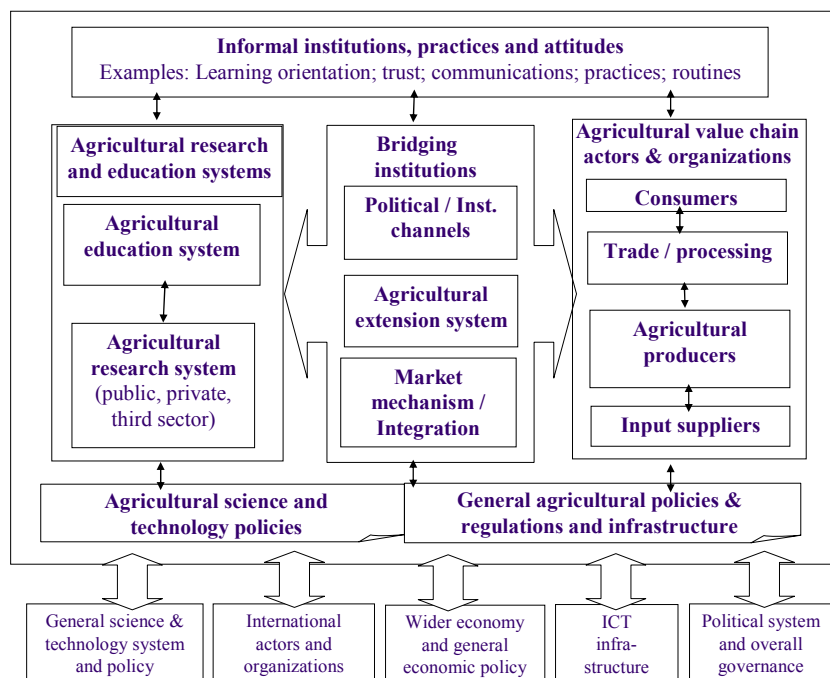 Informal institutions, practices and attitudes
Examples: Learning orientation; trust; communications; practices; routines
Agricultural research
and education systems
Agricultural
education system
Agricultural
research system
(public, private,
third sector)
Bridging
institutions
Political / Inst.
channels
Agricultural
extension system
Market
mechanism /
Integration
Agricultural value chain
actors & organizations
Consumers
Trade / processing
Agricultural
producers
Input suppliers
Agricultural science and
technology policies
General agricultural policies &
regulations and infrastructure
General science &
technology system
and policy
International
actors and
organizations
Wider economy
and general
economic policy
ICT
infra-
structure
Political system
and overall
governance